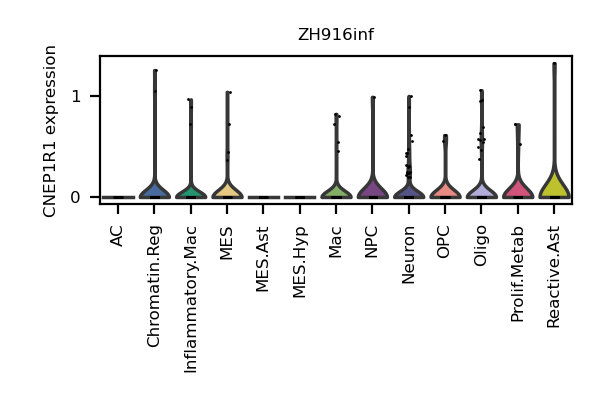 ZH916inf
CNEP1R1 expression
1
0
AC
Chromatin.Reg
Inflammatory.Mac
MES
MES.Ast
MES.Hyp
Mac
NPC
Neuron
OPC
Oligo
Prolif.Metab
Reactive.Ast